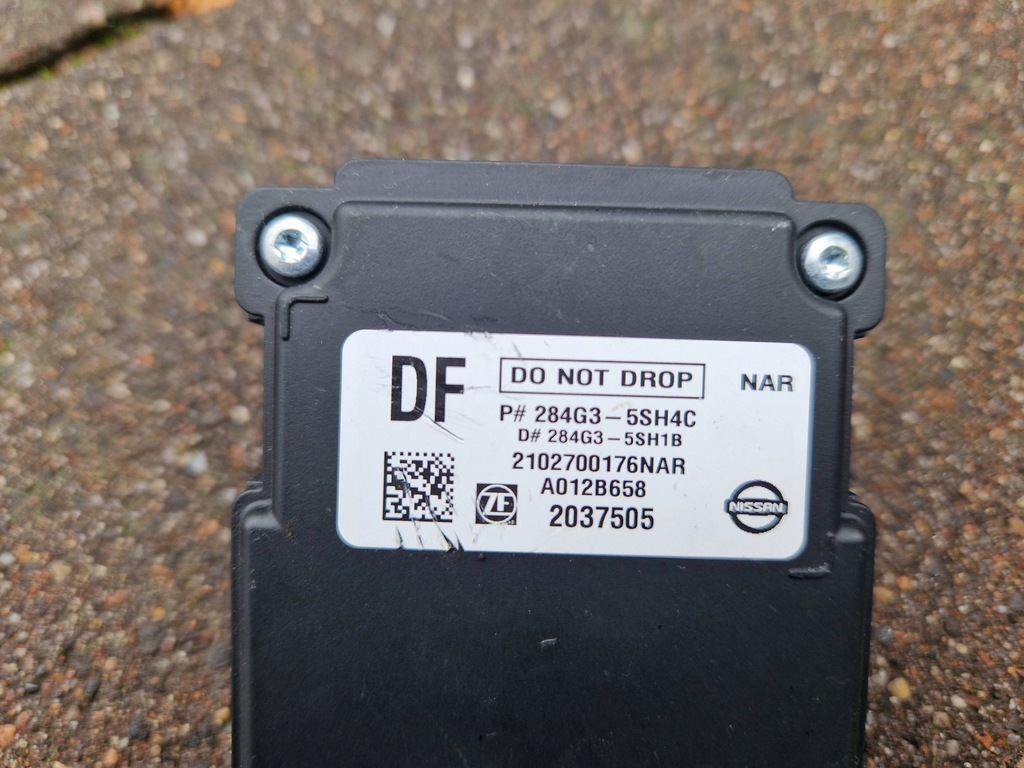 DF
DO NOT DROP
NAR
P# 284G3-5SH4C
D# 284G3-5SH1B
2102700176NAR
A012B658
ZF
2037505
NISSAN